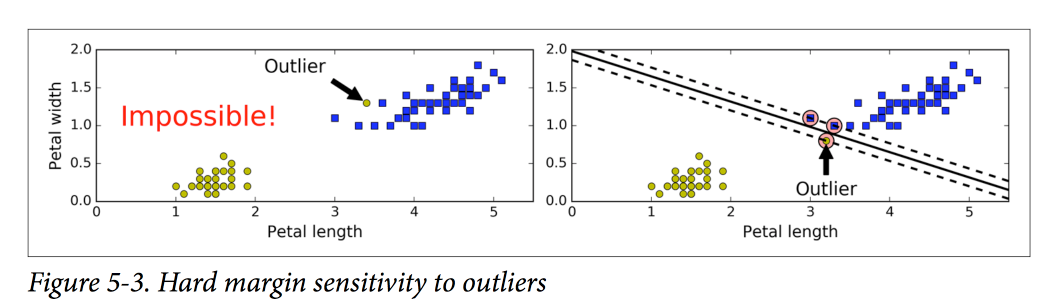 2.0
1.5
1.0
0.5
0.0
Petal width
Outlier
Impossible!
0 1 2 3 4 5
Petal length
2.0
1.5
1.0
0.5
0.0
Outlier
0 1 2 3 4 5
Petal length
Figure 5-3. Hard margin sensitivity to outliers